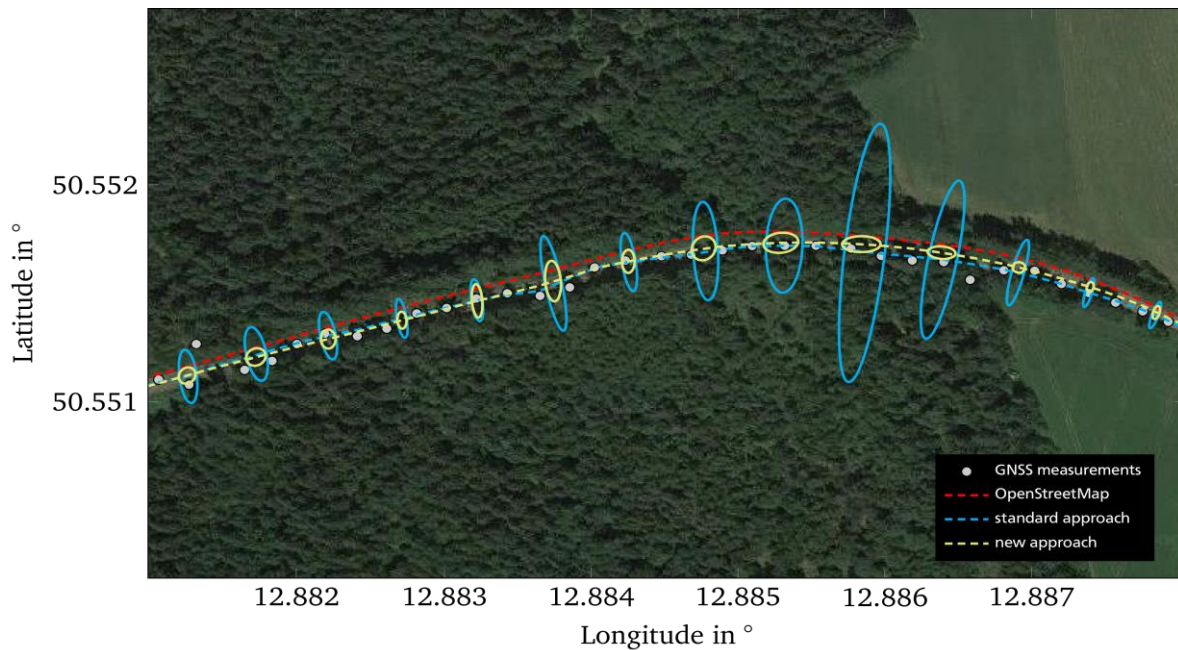 50.552
50.551
Latitude in °
GNSS measurements
OpenStreetMap
standard approach
new approach
12.882
12.883
12.884
12.885
12.886
12.887
Longitude in °